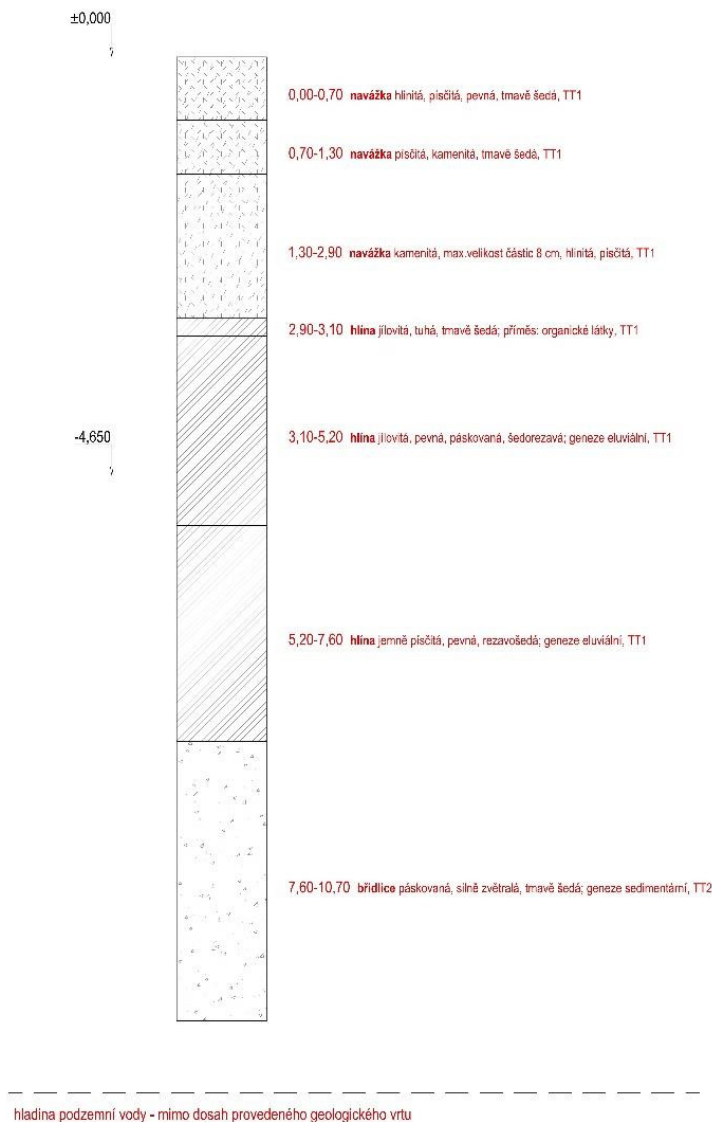 ±0,000
0,00-0,70 navážka hlinitá, písčitá, pevná, tmavě šedá, TT1
0,70-1,30 navážka písčitá, kamenitá, tmavě šedá, TT1
1,30-2,90 navážka kamenitá, max.velikost částic 8 cm, hlinitá, písčitá, TT1
2,90-3,10 hlína jílovitá, tuhá, tmavě šedá; příměs: organické látky, TT1
-4,650
3,10-5,20 hlína jílovitá, pevná, páskovaná, šedorezavá; geneze eluviální, TT1
5,20-7,60 hlína jemně písčitá, pevná, rezavošedá; geneze eluviální, TT1
7,60-10,70 břidlice páskovaná, silně zvětralá, tmavě šedá; geneze sedimentární, TT2
hladina podzemní vody - mimo dosah provedeného geologického vrtu